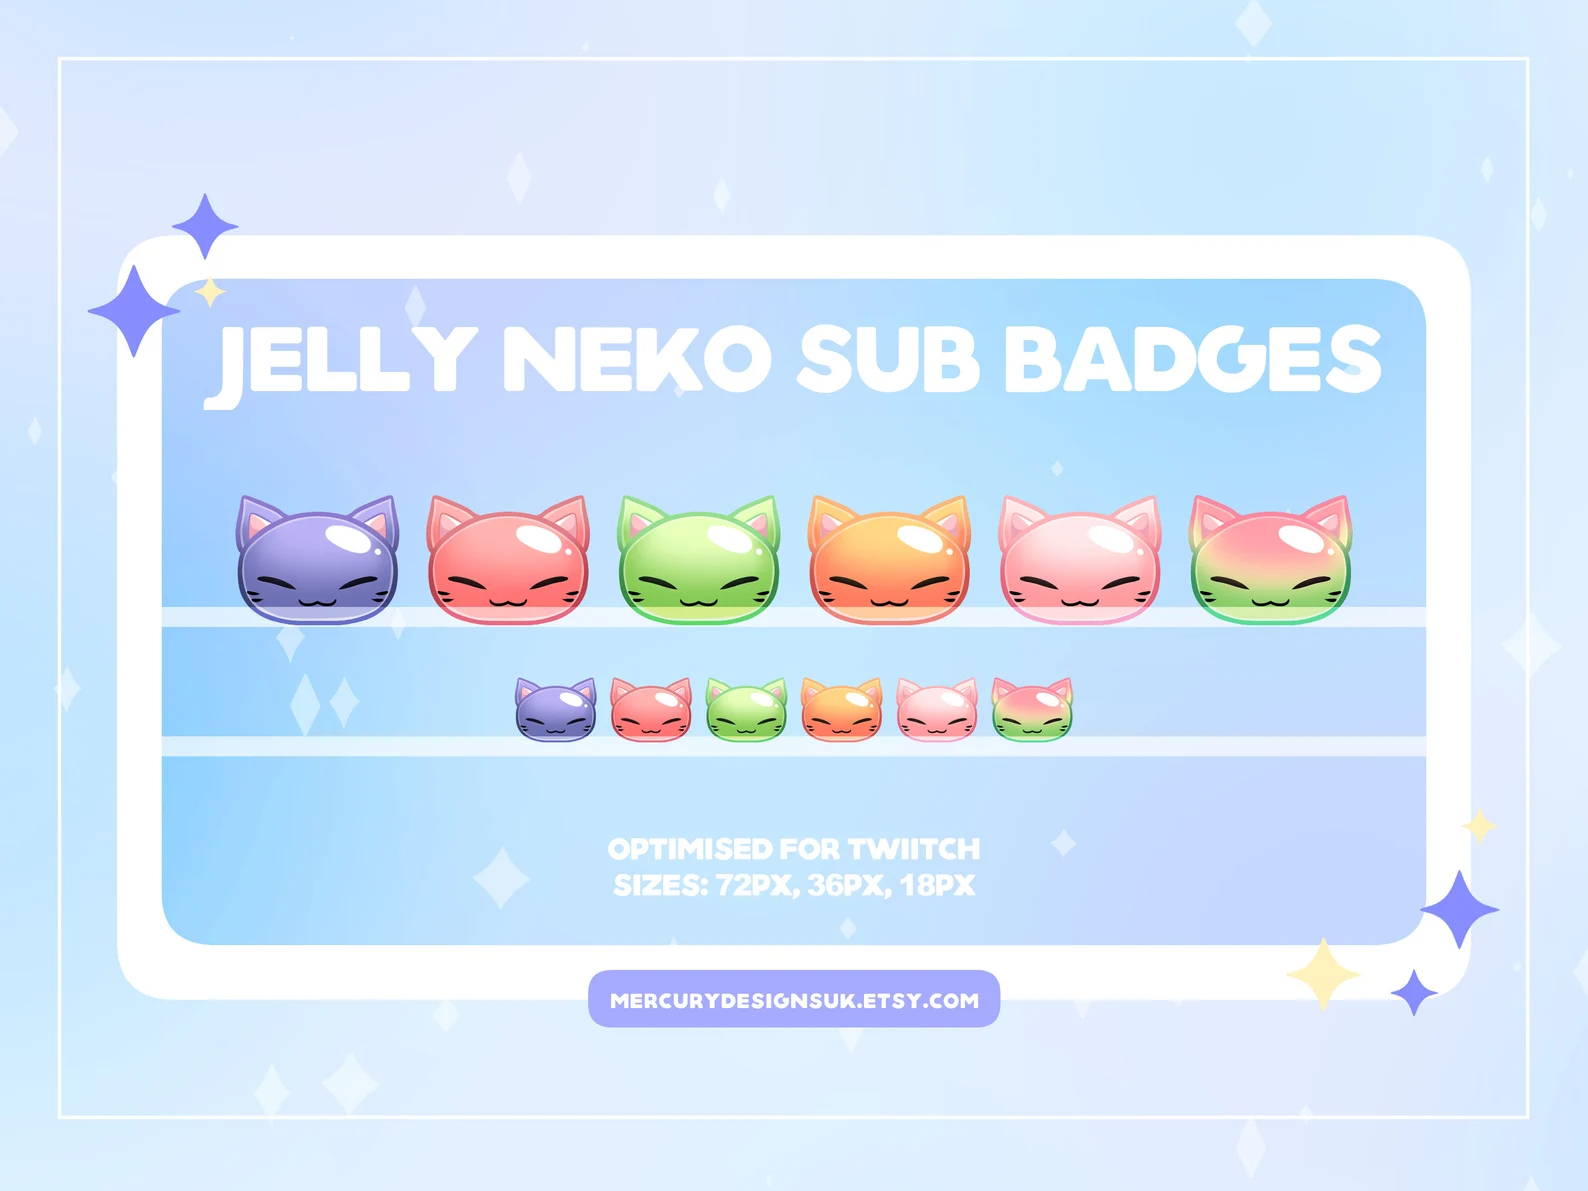 JELLY NEKO SUB BADGES
OPTIMISED FOR TWIITCH
SIZES: 72PX, 36PX, 18PX
MERCURYDESIGNSUK.ETSY.COM